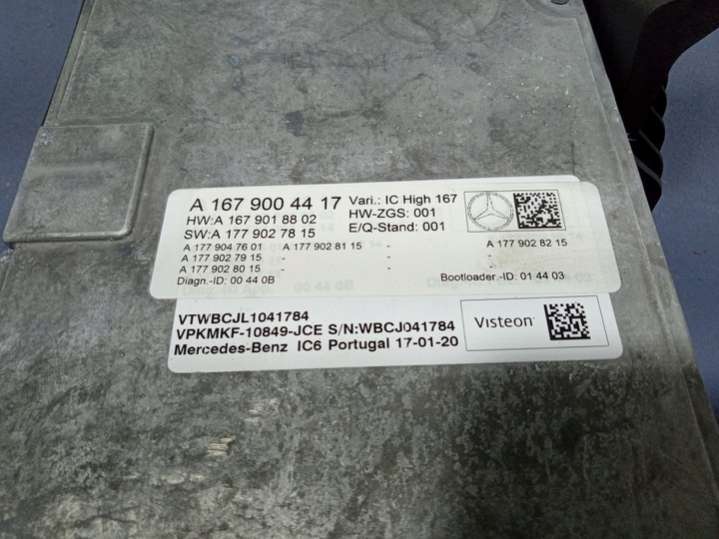 A 167 900 44 17 Vari.: IC High 167
HW:A 167 901 88 02 HW-ZGS: 001
SW:A 177 902 78 15 E/Q-Stand: 001
A 177 904 76 01 A 177 902 81 15 - A 177 902 82 15
A 177 902 79 15 - - -
A 177 902 80 15 - - -
Diagn.-ID: 00 44 0B Bootloader.-ID: 01 44 03
VTWBCJL1041784
VPKMKF-10849-JCE S/N:WBCJ041784
Mercedes-Benz IC6 Portugal 17-01-20
Visteon